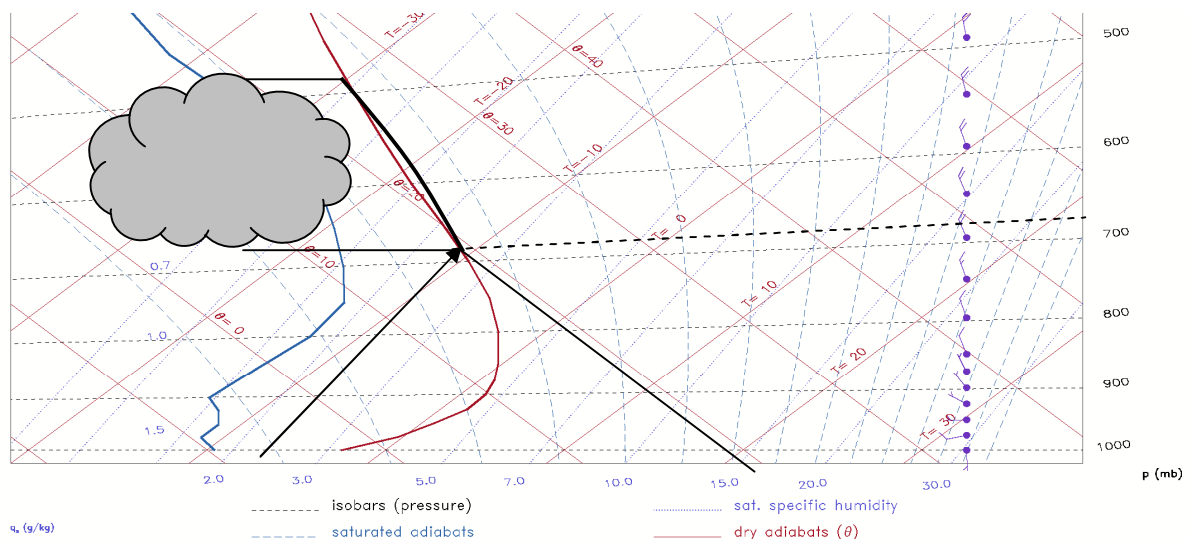 T=-30
500
θ=40
T=-20
θ=30
600
T=-10
T= 0
700
θ=10
0.7
T= 10
800
θ= 0
1.0
T= 20
900
1.5
T= 30
1000
2.0 3.0 5.0 7.0 10.0 15.0 20.0 30.0
p (mb)
isobars (pressure) sat. specific humidity
qₛ (g/kg)
saturated adiabats dry adiabats (θ)